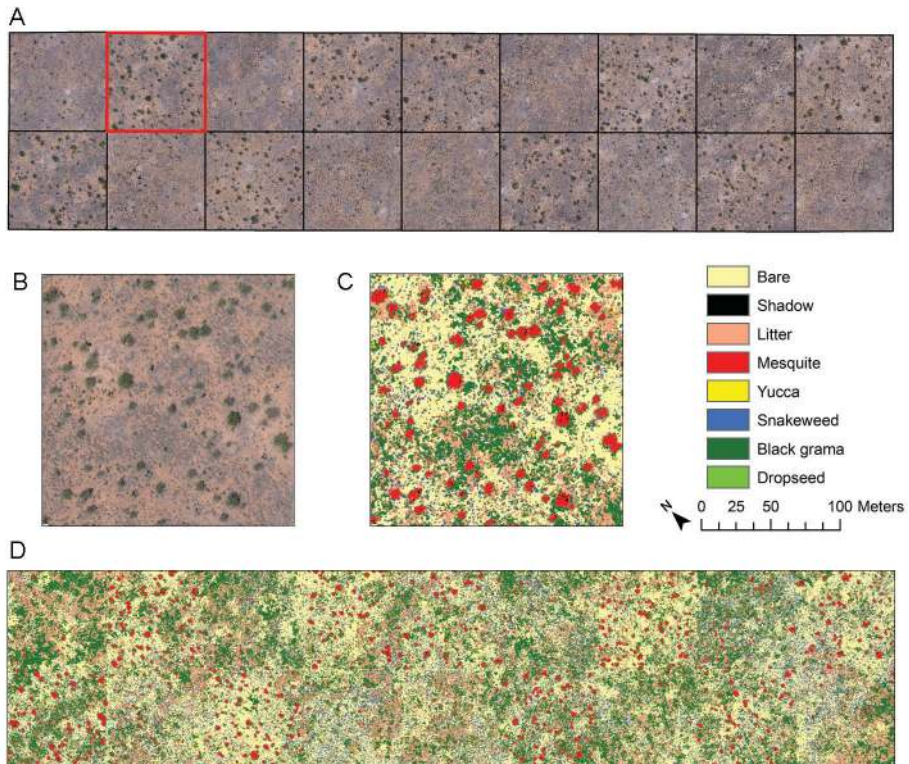 A
B
C
Bare
Shadow
Litter
Mesquite
Yucca
Snakeweed
Black grama
Dropseed
N
0 25 50 100 Meters
D